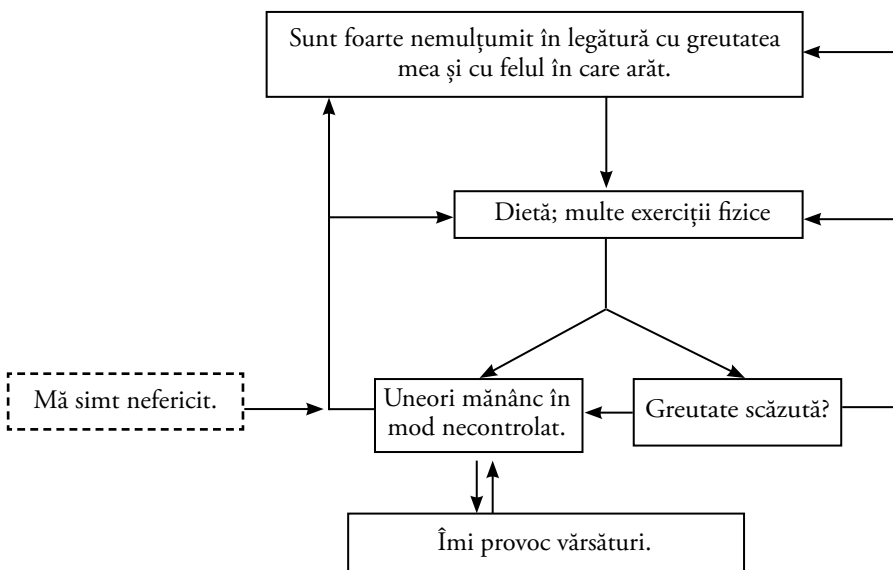 Sunt foarte nemulțumit în legătură cu greutatea
mea și cu felul în care arăt.
Dietă; multe exerciții fizice
Mă simt nefericit.
Uneori mănânc în
mod necontrolat.
Greutate scăzută?
Îmi provoc vărsături.